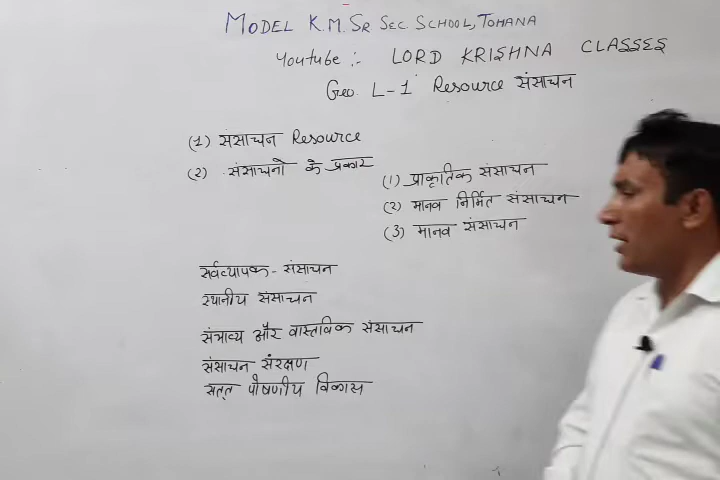 MODEL K.M. SR SEC. SCHOOL, TOHANA
Youtube :- LORD KRISHNA CLASSES
Geo. L-1 Resource संसाधन
(1) संसाधन Resource
(2) संसाधनो के प्रकार
(1) प्राकृतिक संसाधन
(2) मानव निर्मित संसाधन
(3) मानव संसाधन
सर्वव्यापक - संसाधन
स्थानीय संसाधन
संभाव्य और वास्तविक संसाधन
संसाधन संरक्षण
सतत् पोषणीय विकास